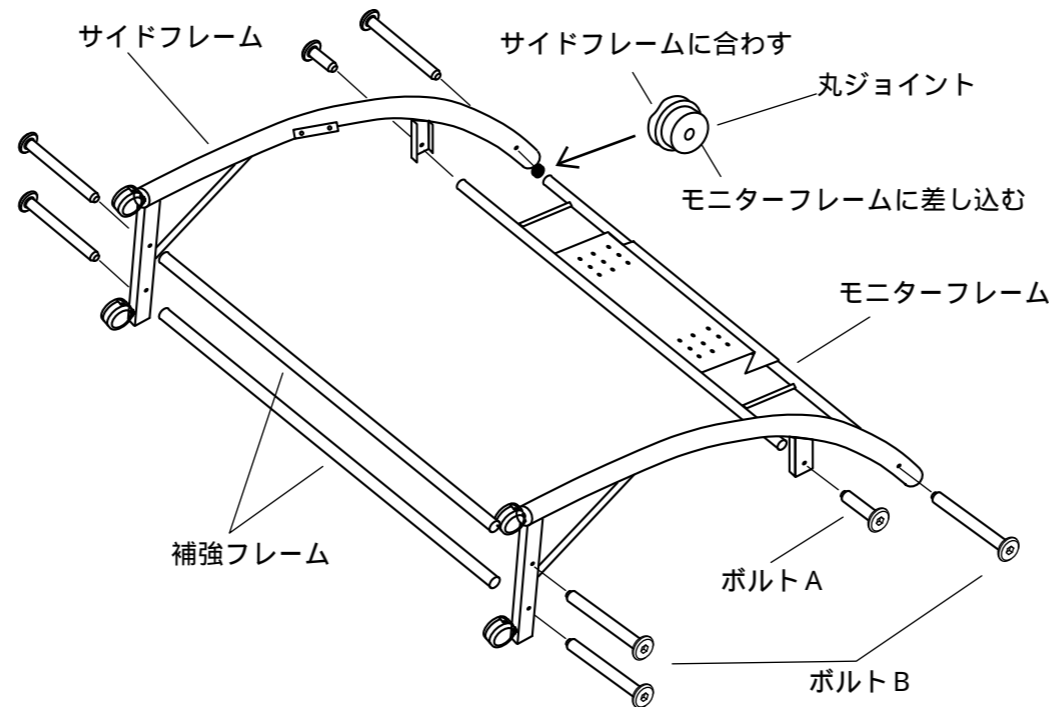 サイドフレーム
サイドフレームに合わす
丸ジョイント
モニターフレームに差し込む
モニターフレーム
補強フレーム
ボルトA
ボルトB